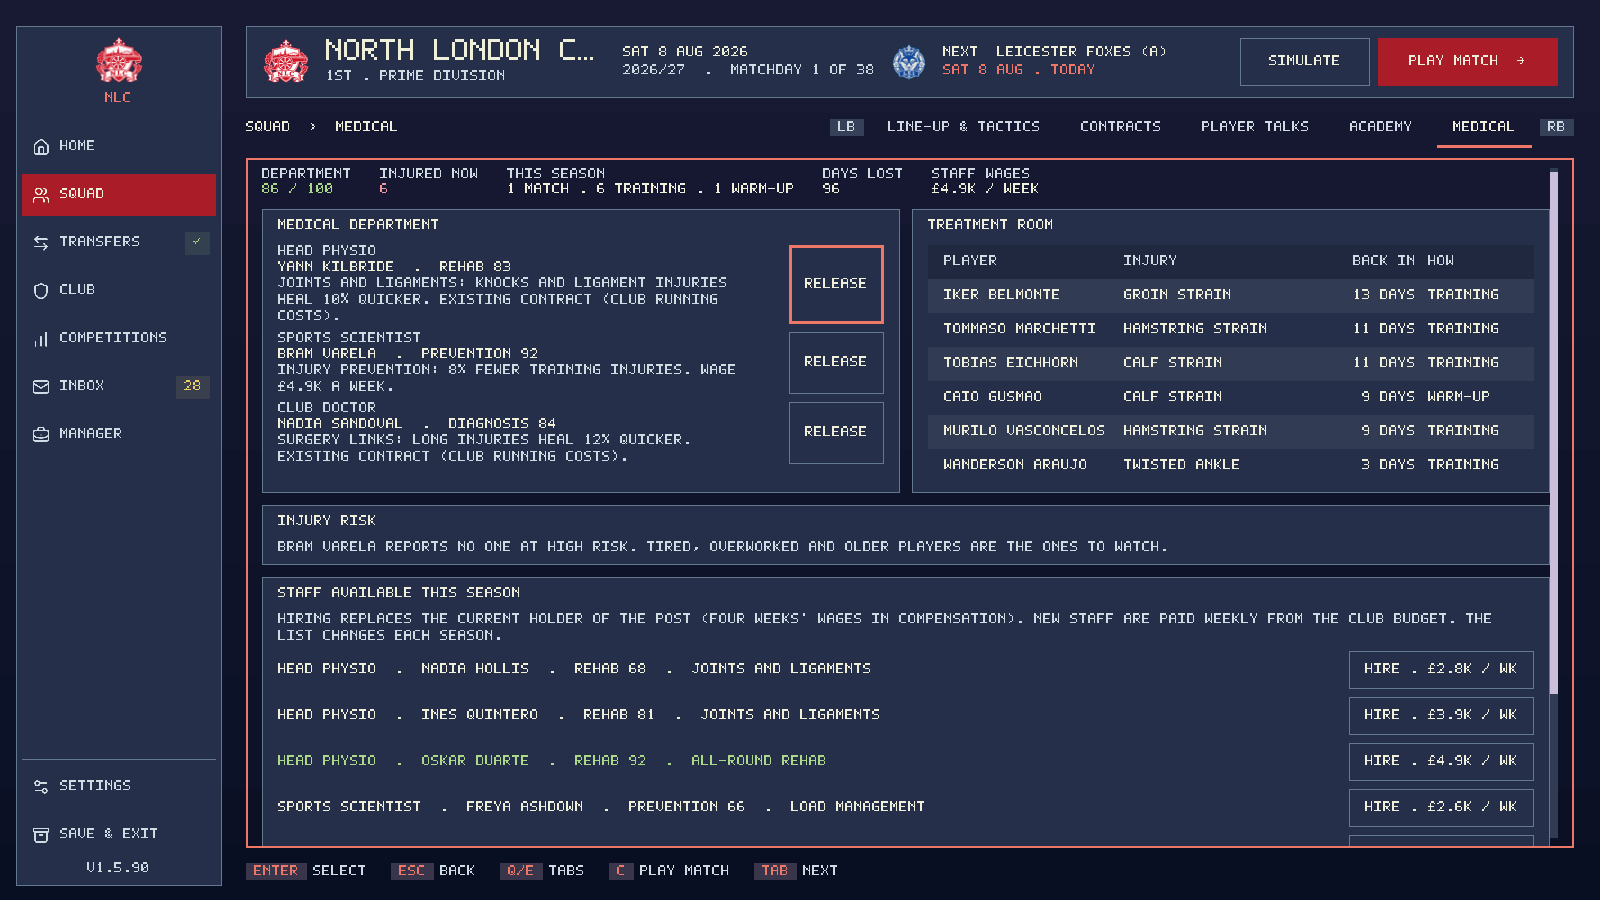 NLC
HOME
SQUAD
TRANSFERS ✓
CLUB
COMPETITIONS
INBOX 28
MANAGER
SETTINGS
SAVE & EXIT
V1.5.90
NORTH LONDON C...
1ST . PRIME DIVISION
SAT 8 AUG 2026
2026/27 . MATCHDAY 1 OF 38
NEXT LEICESTER FOXES (A)
SAT 8 AUG . TODAY
SIMULATE
PLAY MATCH →
SQUAD › MEDICAL
LB LINE-UP & TACTICS CONTRACTS PLAYER TALKS ACADEMY MEDICAL RB
DEPARTMENT INJURED NOW THIS SEASON DAYS LOST STAFF WAGES
86 / 100 6 1 MATCH . 6 TRAINING . 1 WARM-UP 96 £4.9K / WEEK
MEDICAL DEPARTMENT
HEAD PHYSIO
YANN KILBRIDE . REHAB 83
JOINTS AND LIGAMENTS: KNOCKS AND LIGAMENT INJURIES
HEAL 10% QUICKER. EXISTING CONTRACT (CLUB RUNNING
COSTS).
RELEASE
SPORTS SCIENTIST
BRAM VARELA . PREVENTION 92
INJURY PREVENTION: 8% FEWER TRAINING INJURIES. WAGE
£4.9K A WEEK.
RELEASE
CLUB DOCTOR
NADIA SANDOVAL . DIAGNOSIS 84
SURGERY LINKS: LONG INJURIES HEAL 12% QUICKER.
EXISTING CONTRACT (CLUB RUNNING COSTS).
RELEASE
TREATMENT ROOM
PLAYER INJURY BACK IN HOW
IKER BELMONTE GROIN STRAIN 13 DAYS TRAINING
TOMMASO MARCHETTI HAMSTRING STRAIN 11 DAYS TRAINING
TOBIAS EICHHORN CALF STRAIN 11 DAYS TRAINING
CAIO GUSMAO CALF STRAIN 9 DAYS WARM-UP
MURILO VASCONCELOS HAMSTRING STRAIN 9 DAYS TRAINING
WANDERSON ARAUJO TWISTED ANKLE 3 DAYS TRAINING
INJURY RISK
BRAM VARELA REPORTS NO ONE AT HIGH RISK. TIRED, OVERWORKED AND OLDER PLAYERS ARE THE ONES TO WATCH.
STAFF AVAILABLE THIS SEASON
HIRING REPLACES THE CURRENT HOLDER OF THE POST (FOUR WEEKS' WAGES IN COMPENSATION). NEW STAFF ARE PAID WEEKLY FROM THE CLUB BUDGET. THE
LIST CHANGES EACH SEASON.
HEAD PHYSIO . NADIA HOLLIS . REHAB 68 . JOINTS AND LIGAMENTS HIRE . £2.8K / WK
HEAD PHYSIO . INES QUINTERO . REHAB 81 . JOINTS AND LIGAMENTS HIRE . £3.9K / WK
HEAD PHYSIO . OSKAR DUARTE . REHAB 92 . ALL-ROUND REHAB HIRE . £4.9K / WK
SPORTS SCIENTIST . FREYA ASHDOWN . PREVENTION 66 . LOAD MANAGEMENT HIRE . £2.6K / WK
ENTER SELECT ESC BACK Q/E TABS C PLAY MATCH TAB NEXT